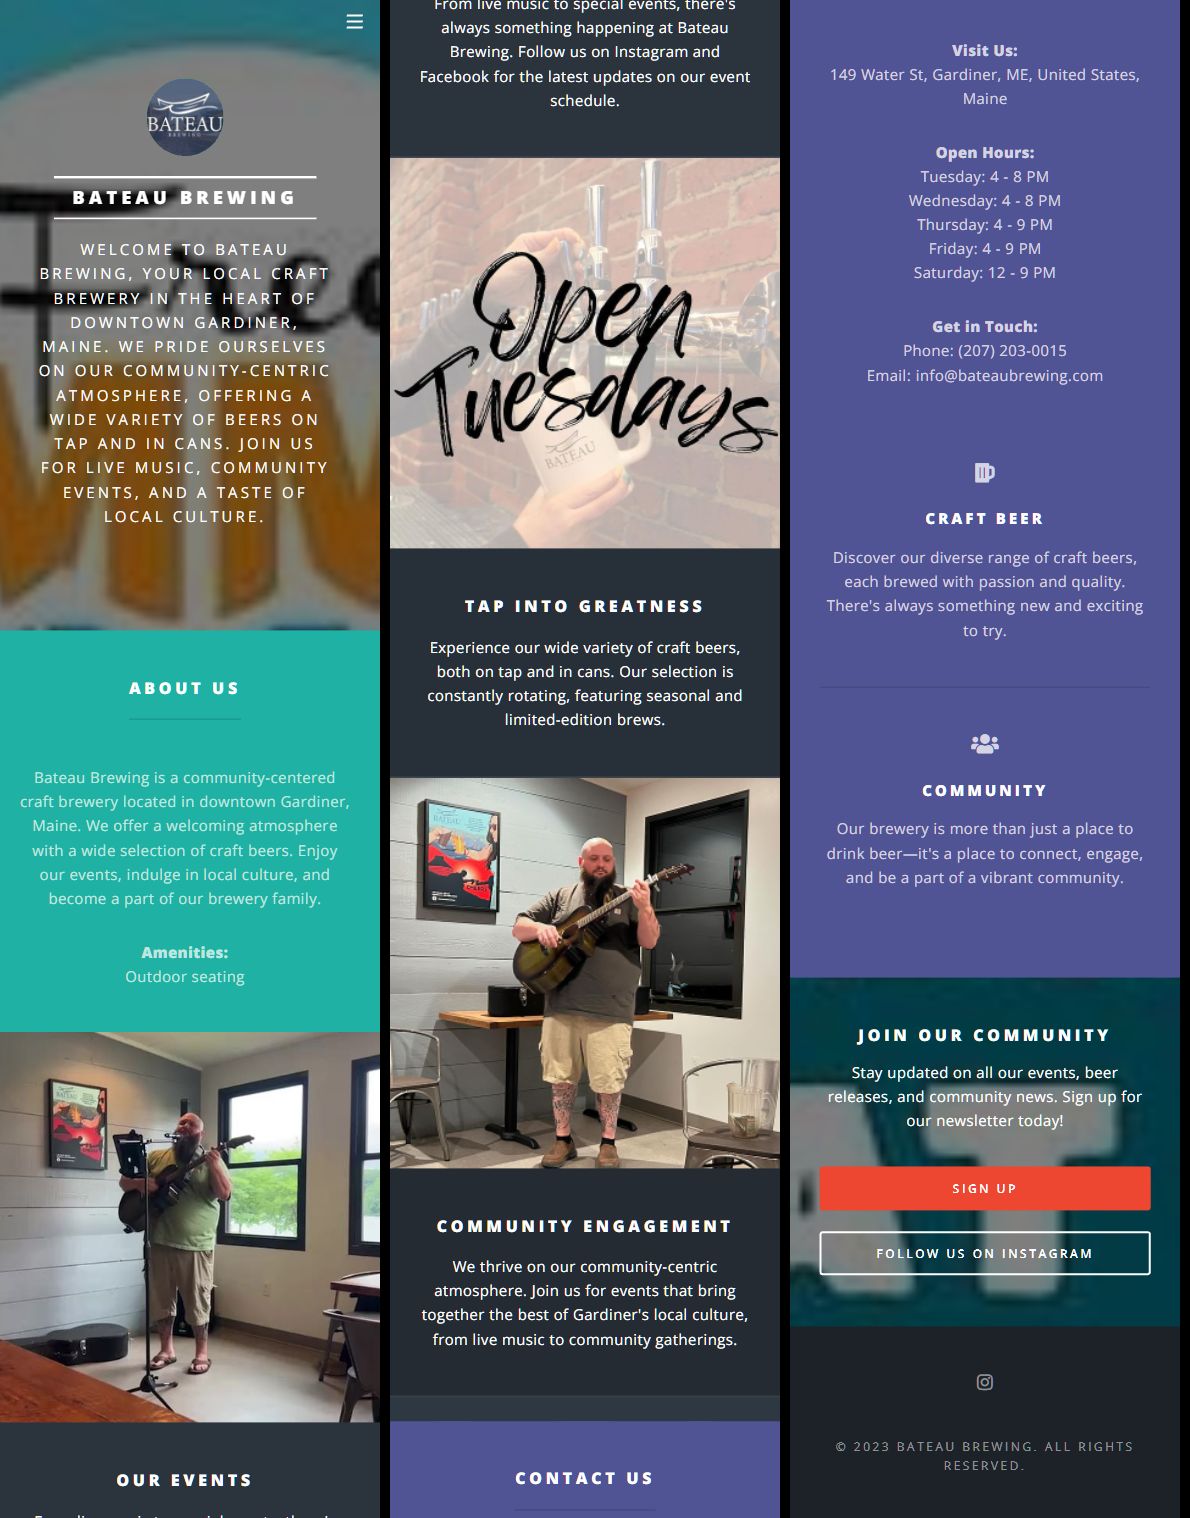 BATEAU
BREWING
BATEAU BREWING
WELCOME TO BATEAU
BREWING, YOUR LOCAL CRAFT
BREWERY IN THE HEART OF
DOWNTOWN GARDINER,
MAINE. WE PRIDE OURSELVES
ON OUR COMMUNITY-CENTRIC
ATMOSPHERE, OFFERING A
WIDE VARIETY OF BEERS ON
TAP AND IN CANS. JOIN US
FOR LIVE MUSIC, COMMUNITY
EVENTS, AND A TASTE OF
LOCAL CULTURE.
ABOUT US
Bateau Brewing is a community-centered
craft brewery located in downtown Gardiner,
Maine. We offer a welcoming atmosphere
with a wide selection of craft beers. Enjoy
our events, indulge in local culture, and
become a part of our brewery family.
Amenities:
Outdoor seating
OUR EVENTS
From live music to special events, there's
always something happening at Bateau
Brewing. Follow us on Instagram and
Facebook for the latest updates on our event
schedule.
Open
Tuesdays
BATEAU
TAP INTO GREATNESS
Experience our wide variety of craft beers,
both on tap and in cans. Our selection is
constantly rotating, featuring seasonal and
limited-edition brews.
BATEAU
COMMUNITY ENGAGEMENT
We thrive on our community-centric
atmosphere. Join us for events that bring
together the best of Gardiner's local culture,
from live music to community gatherings.
CONTACT US
Visit Us:
149 Water St, Gardiner, ME, United States,
Maine
Open Hours:
Tuesday: 4 - 8 PM
Wednesday: 4 - 8 PM
Thursday: 4 - 9 PM
Friday: 4 - 9 PM
Saturday: 12 - 9 PM
Get in Touch:
Phone: (207) 203-0015
Email: info@bateaubrewing.com
CRAFT BEER
Discover our diverse range of craft beers,
each brewed with passion and quality.
There's always something new and exciting
to try.
COMMUNITY
Our brewery is more than just a place to
drink beer—it's a place to connect, engage,
and be a part of a vibrant community.
JOIN OUR COMMUNITY
Stay updated on all our events, beer
releases, and community news. Sign up for
our newsletter today!
SIGN UP
FOLLOW US ON INSTAGRAM
© 2023 BATEAU BREWING. ALL RIGHTS
RESERVED.